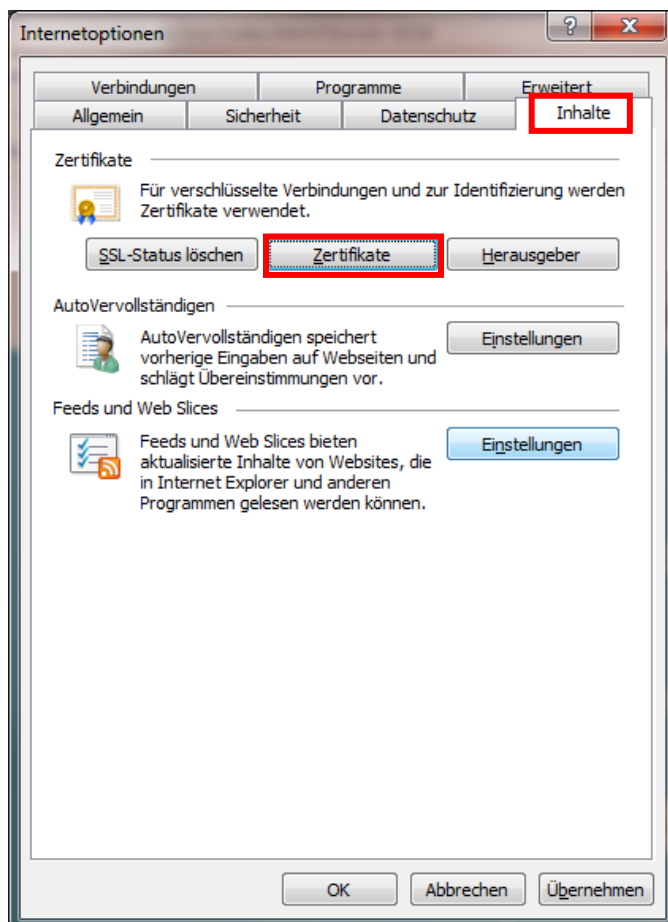 Internetoptionen
?
X
Verbindungen
Programme
Erweitert
Allgemein
Sicherheit
Datenschutz
Inhalte
Zertifikate
Für verschlüsselte Verbindungen und zur Identifizierung werden
Zertifikate verwendet.
SSL-Status löschen
Zertifikate
Herausgeber
AutoVervollständigen
AutoVervollständigen speichert
vorherige Eingaben auf Webseiten und
schlägt Übereinstimmungen vor.
Einstellungen
Feeds und Web Slices
Feeds und Web Slices bieten
aktualisierte Inhalte von Websites, die
in Internet Explorer und anderen
Programmen gelesen werden können.
Einstellungen
OK
Abbrechen
Übernehmen